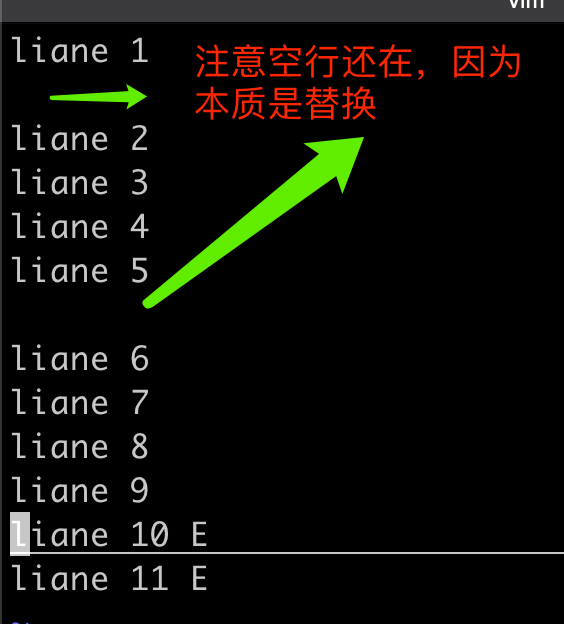 vim
liane 1
注意空行还在，因为
本质是替换
liane 2
liane 3
liane 4
liane 5
liane 6
liane 7
liane 8
liane 9
liane 10 E
liane 11 E